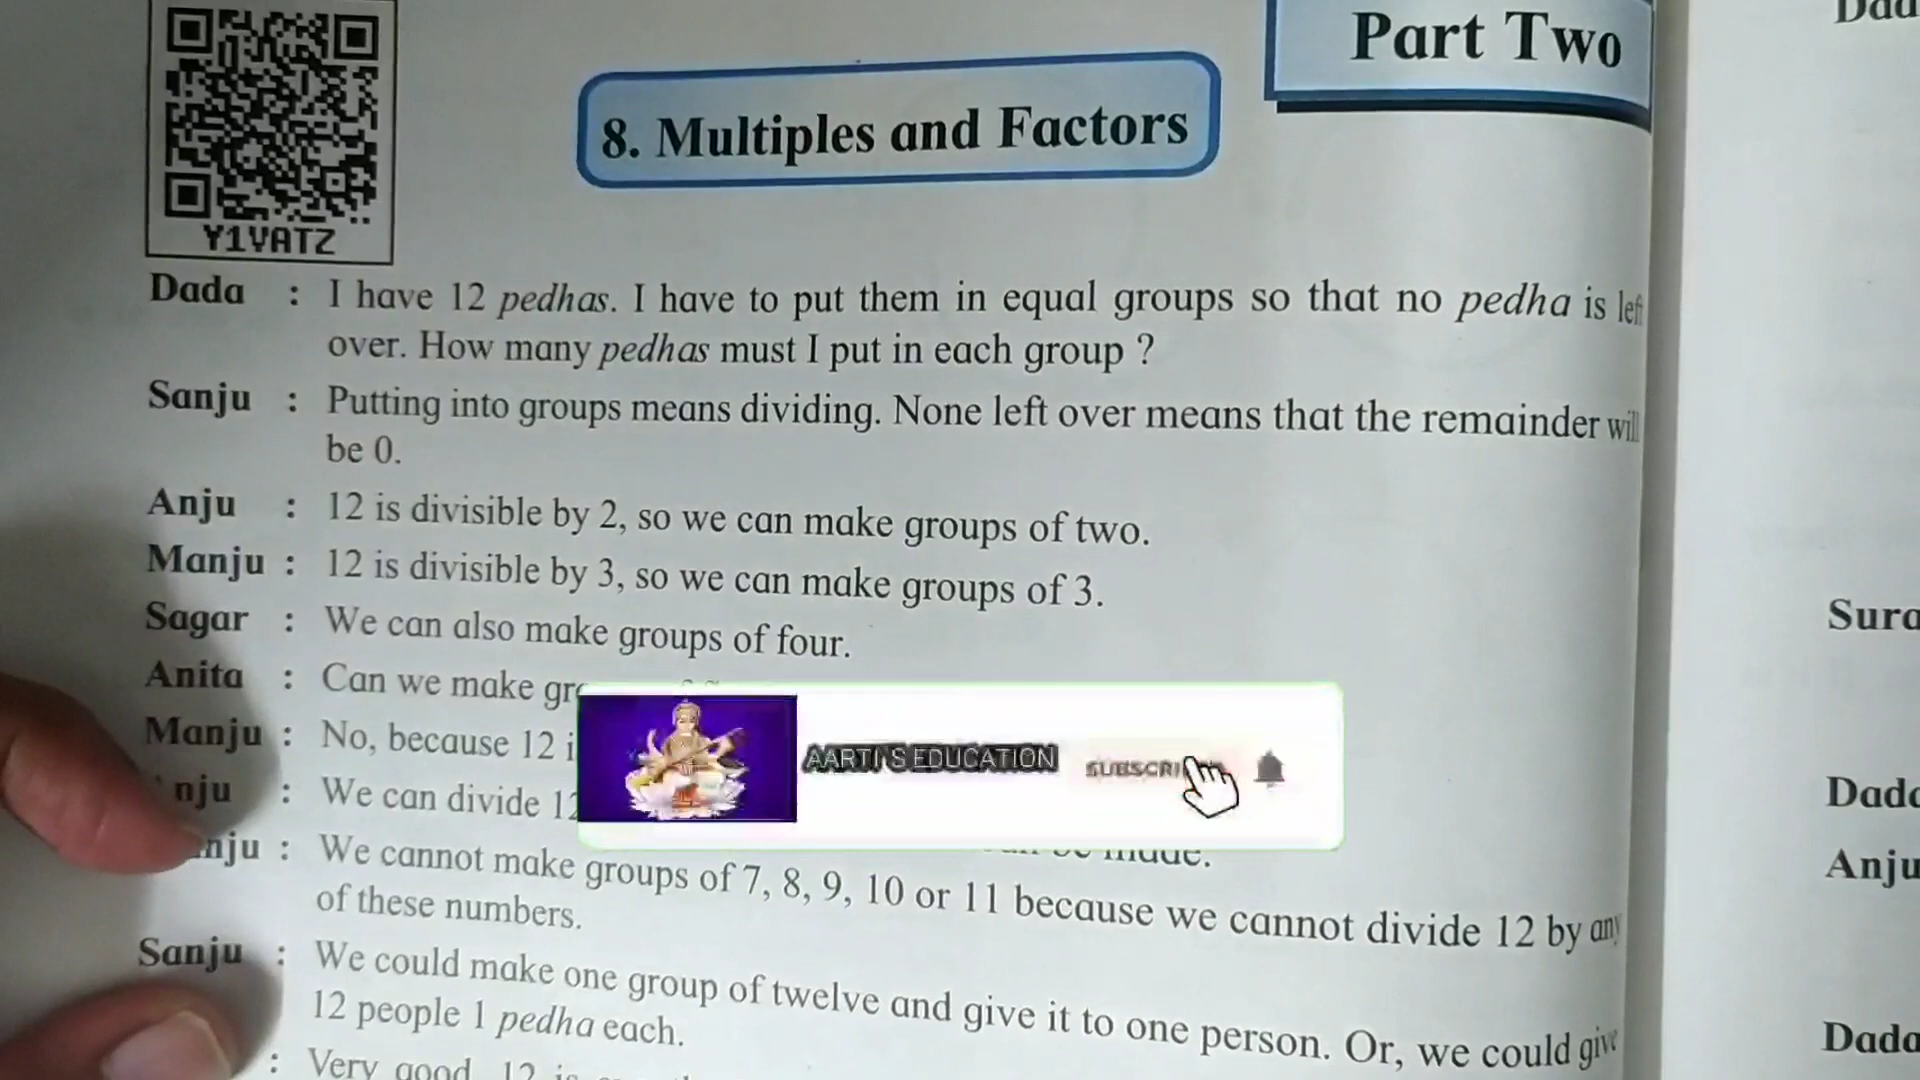 Part Two
8. Multiples and Factors
Y1VATZ
Dada : I have 12 pedhas. I have to put them in equal groups so that no pedha is left
over. How many pedhas must I put in each group ?
Sanju : Putting into groups means dividing. None left over means that the remainder will
be 0.
Anju : 12 is divisible by 2, so we can make groups of two.
Manju : 12 is divisible by 3, so we can make groups of 3.
Sagar : We can also make groups of four.
Anita : Can we make
Manju : No, because 12
nju : We can divide 12
made.
nju : We cannot make groups of 7, 8, 9, 10 or 11 because we cannot divide 12 by any
of these numbers.
Sanju : We could make one group of twelve and give it to one person. Or, we could give
12 people 1 pedha each.
: Very good. 12 is
AARTI'S EDUCATION
Dada
Anju
Dada